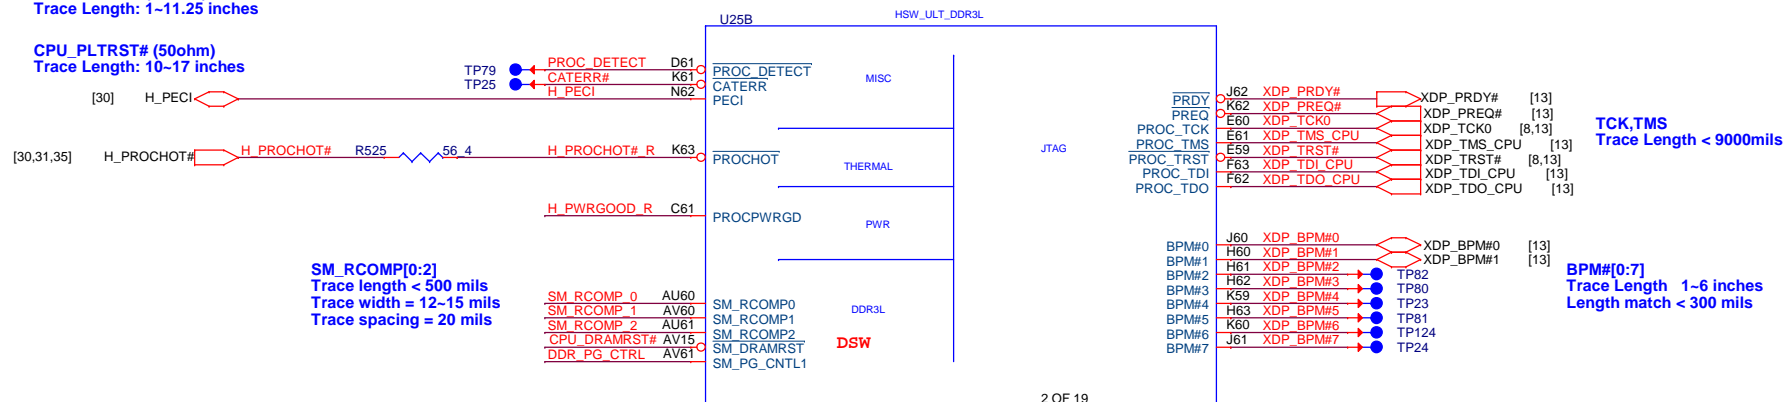 Trace Length: 1~11.25 inches
U25B
HSW_ULT_DDR3L
CPU_PLTRST# (50ohm)
Trace Length: 10~17 inches
TP79 PROC_DETECT D61 PROC_DETECT
TP25 CATERR# K61 CATERR
[30] H_PECI H_PECI N62 PECI
MISC
[30,31,35] H_PROCHOT# H_PROCHOT# R525 56_4 H_PROCHOT#_R K63 PROCHOT
THERMAL
H_PWRGOOD_R C61 PROCPWRGD
PWR
SM_RCOMP[0:2]
Trace length < 500 mils
Trace width = 12~15 mils
Trace spacing = 20 mils
SM_RCOMP_0 AU60 SM_RCOMP0
SM_RCOMP_1 AV60 SM_RCOMP1
SM_RCOMP_2 AU61 SM_RCOMP2
CPU_DRAMRST# AV15 SM_DRAMRST
DDR_PG_CTRL AV61 SM_PG_CNTL1
DDR3L
DSW
JTAG
PRDY J62 XDP_PRDY# XDP_PRDY# [13]
PREQ K62 XDP_PREQ# XDP_PREQ# [13]
PROC_TCK E60 XDP_TCK0 XDP_TCK0 [8,13]
PROC_TMS E61 XDP_TMS_CPU XDP_TMS_CPU [13]
PROC_TRST E59 XDP_TRST# XDP_TRST# [8,13]
PROC_TDI F63 XDP_TDI_CPU XDP_TDI_CPU [13]
PROC_TDO F62 XDP_TDO_CPU XDP_TDO_CPU [13]
TCK,TMS
Trace Length < 9000mils
BPM#0 J60 XDP_BPM#0 XDP_BPM#0 [13]
BPM#1 H60 XDP_BPM#1 XDP_BPM#1 [13]
BPM#2 H61 XDP_BPM#2 TP82
BPM#3 H62 XDP_BPM#3 TP80
BPM#4 K59 XDP_BPM#4 TP23
BPM#5 H63 XDP_BPM#5 TP81
BPM#6 K60 XDP_BPM#6 TP124
BPM#7 J61 XDP_BPM#7 TP24
BPM#[0:7]
Trace Length 1~6 inches
Length match < 300 mils
2 OF 19